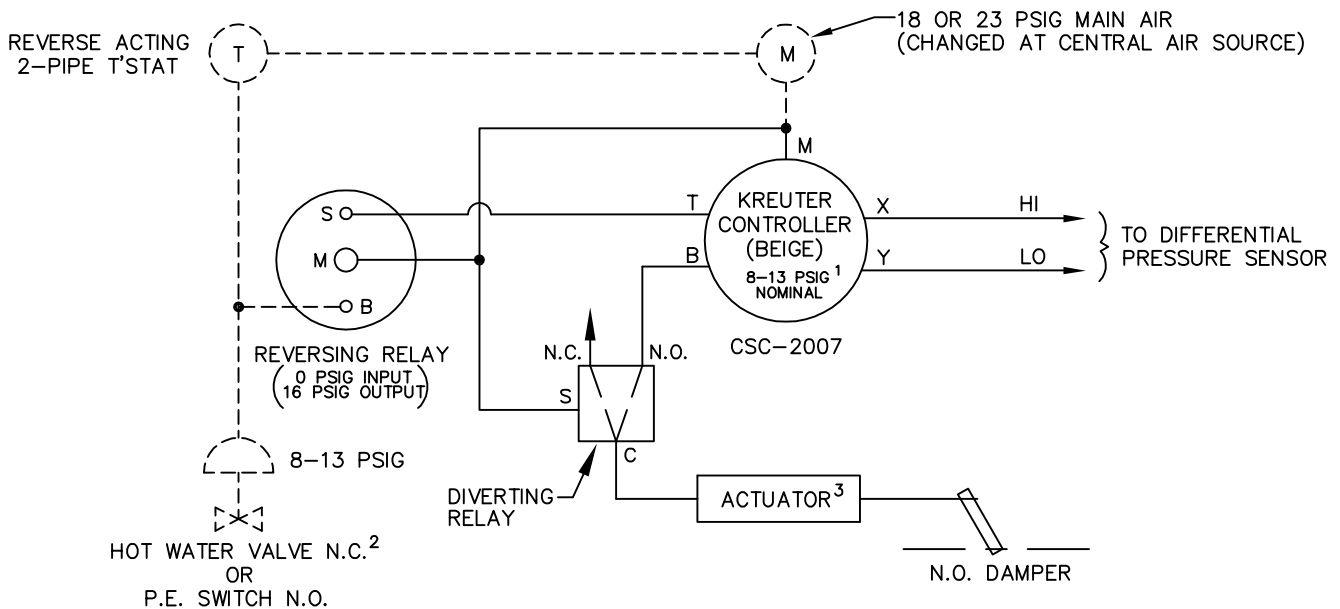 REVERSE ACTING
2-PIPE T'STAT
T
M
18 OR 23 PSIG MAIN AIR
(CHANGED AT CENTRAL AIR SOURCE)
M
S
M
B
REVERSING RELAY
(0 PSIG INPUT
16 PSIG OUTPUT)
T
B
KREUTER
CONTROLLER
(BEIGE)
8-13 PSIG 1
NOMINAL
CSC-2007
X
HI
Y
LO
TO DIFFERENTIAL
PRESSURE SENSOR
N.C.
N.O.
S
C
DIVERTING
RELAY
ACTUATOR3
N.O. DAMPER
8-13 PSIG
HOT WATER VALVE N.C.2
OR
P.E. SWITCH N.O.